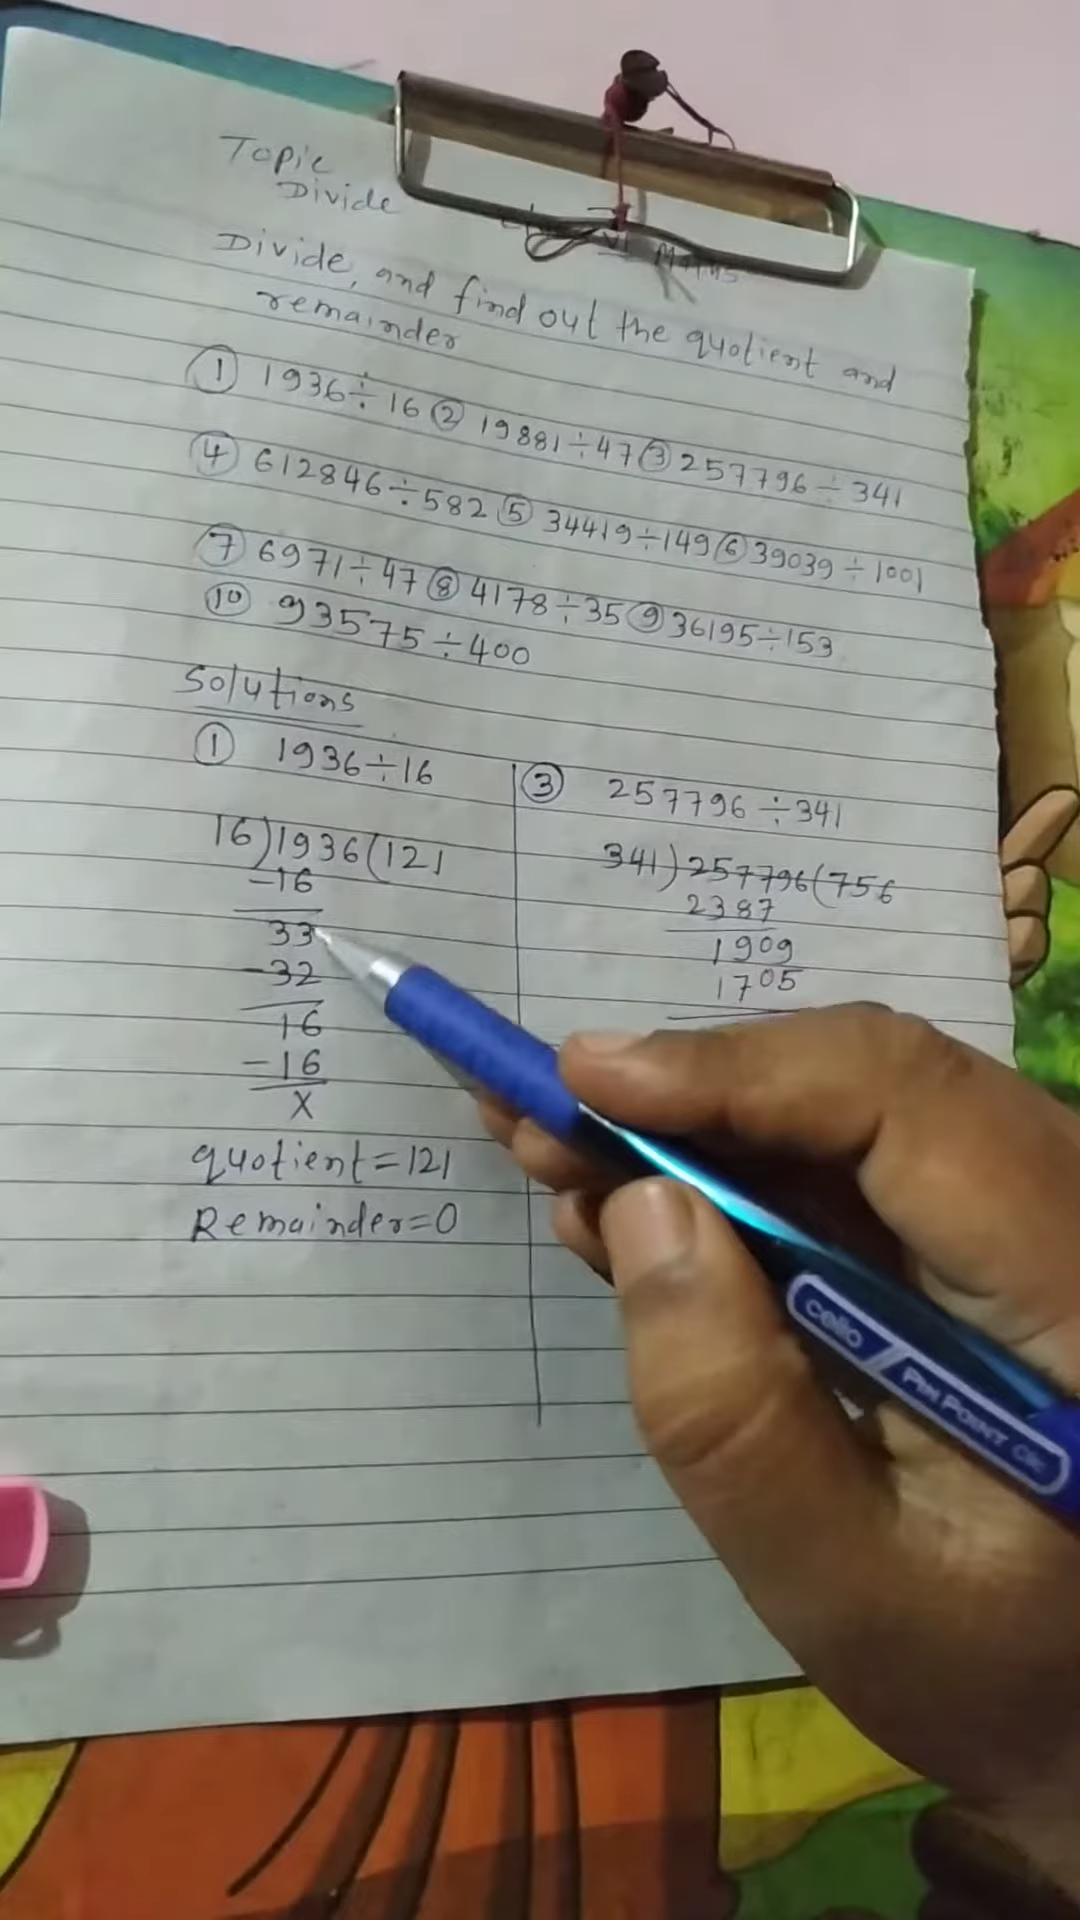 Topic
Divide
VI Maths
Divide, and find out the quotient and
remainder
① 1936÷16 ② 19881÷47 ③ 257796÷341
④ 612846÷582 ⑤ 34419÷149 ⑥ 39039÷1001
⑦ 6971÷47 ⑧ 4178÷35 ⑨ 36195÷153
⑩ 93575÷400
Solutions
① 1936÷16
16)1936(121
-16
33
-32
16
-16
X
quotient=121
Remainder=0
③ 257796÷341
341)257796(756
2387
1909
1705
cello PIN POINT